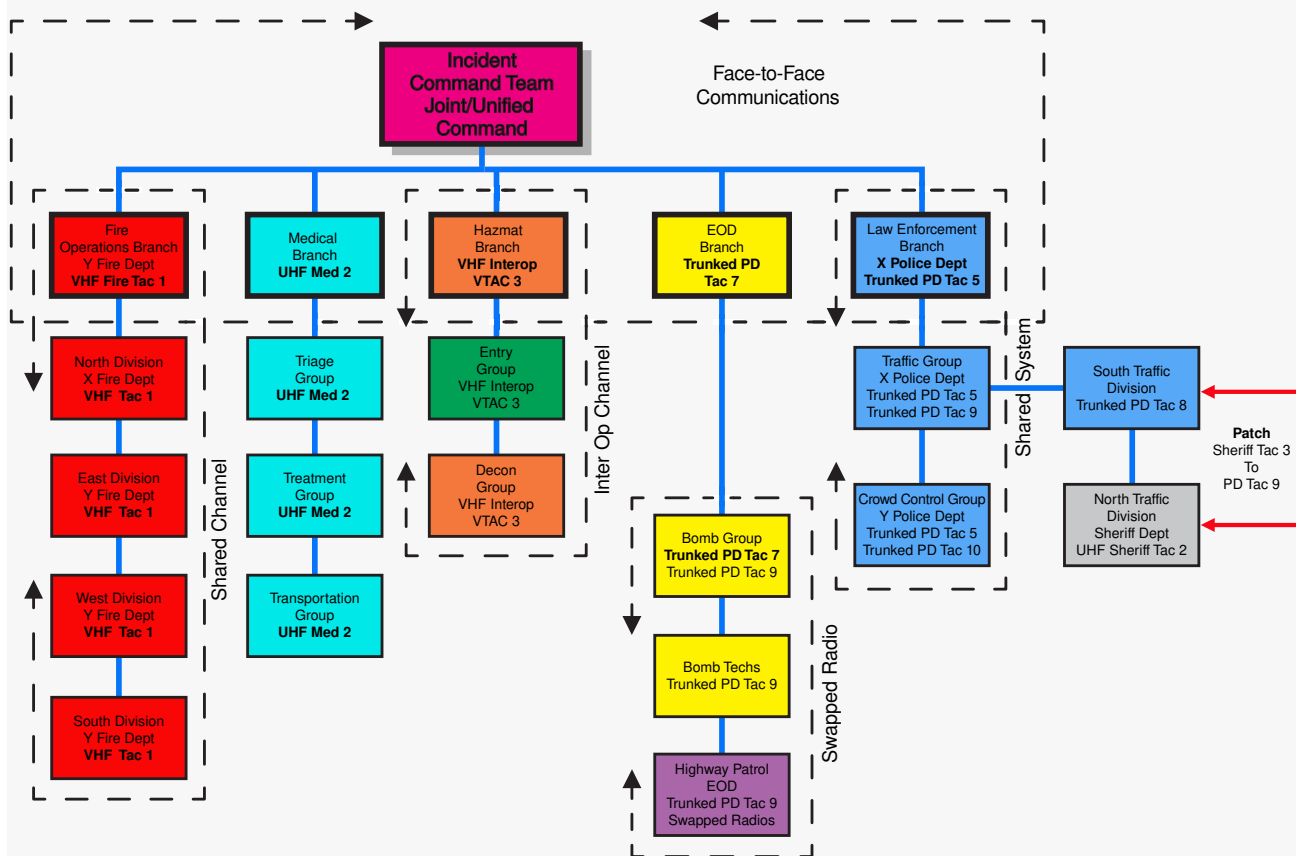 Incident
Command Team
Joint/Unified
Command
Face-to-Face
Communications
Fire
Operations Branch
Y Fire Dept
VHF Fire Tac 1
Medical
Branch
UHF Med 2
Hazmat
Branch
VHF Interop
VTAC 3
EOD
Branch
Trunked PD
Tac 7
Law Enforcement
Branch
X Police Dept
Trunked PD Tac 5
North Division
X Fire Dept
VHF Tac 1
East Division
Y Fire Dept
VHF Tac 1
West Division
Y Fire Dept
VHF Tac 1
South Division
Y Fire Dept
VHF Tac 1
Shared Channel
Triage
Group
UHF Med 2
Treatment
Group
UHF Med 2
Transportation
Group
UHF Med 2
Entry
Group
VHF Interop
VTAC 3
Decon
Group
VHF Interop
VTAC 3
Inter Op Channel
Bomb Group
Trunked PD Tac 7
Trunked PD Tac 9
Bomb Techs
Trunked PD Tac 9
Highway Patrol
EOD
Trunked PD Tac 9
Swapped Radios
Swapped Radio
Traffic Group
X Police Dept
Trunked PD Tac 5
Trunked PD Tac 9
Crowd Control Group
Y Police Dept
Trunked PD Tac 5
Trunked PD Tac 10
Shared System
South Traffic
Division
Trunked PD Tac 8
North Traffic
Division
Sheriff Dept
UHF Sheriff Tac 2
Patch
Sheriff Tac 3
To
PD Tac 9